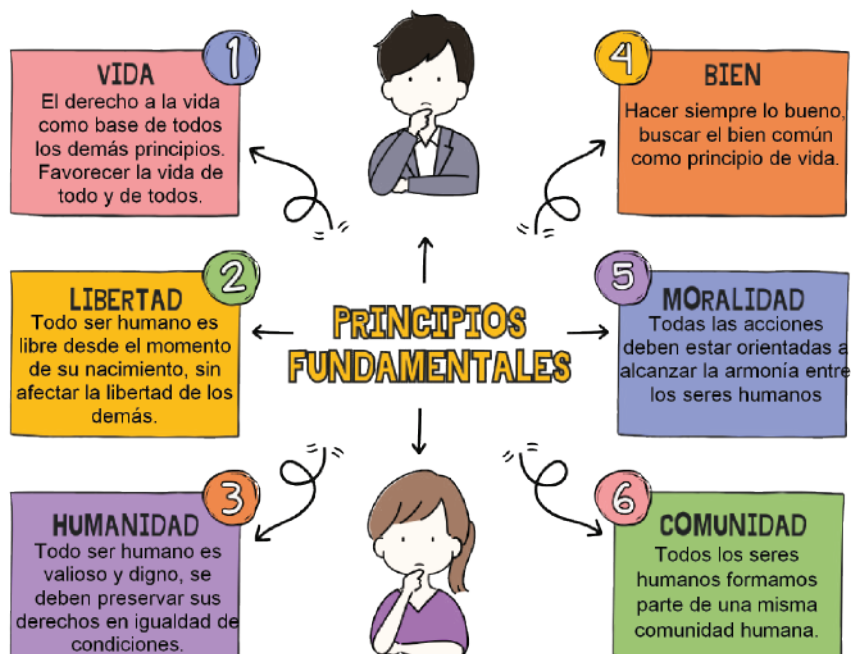 1
VIDA
El derecho a la vida
como base de todos
los demás principios.
Favorecer la vida de
todo y de todos.
2
LIBERTAD
Todo ser humano es
libre desde el momento
de su nacimiento, sin
afectar la libertad de los
demás.
3
HUMANIDAD
Todo ser humano es
valioso y digno, se
deben preservar sus
derechos en igualdad de
condiciones.
PRINCIPIOS
FUNDAMENTALES
4
BIEN
Hacer siempre lo bueno,
buscar el bien común
como principio de vida.
5
MORALIDAD
Todas las acciones
deben estar orientadas a
alcanzar la armonía entre
los seres humanos
6
COMUNIDAD
Todos los seres
humanos formamos
parte de una misma
comunidad humana.